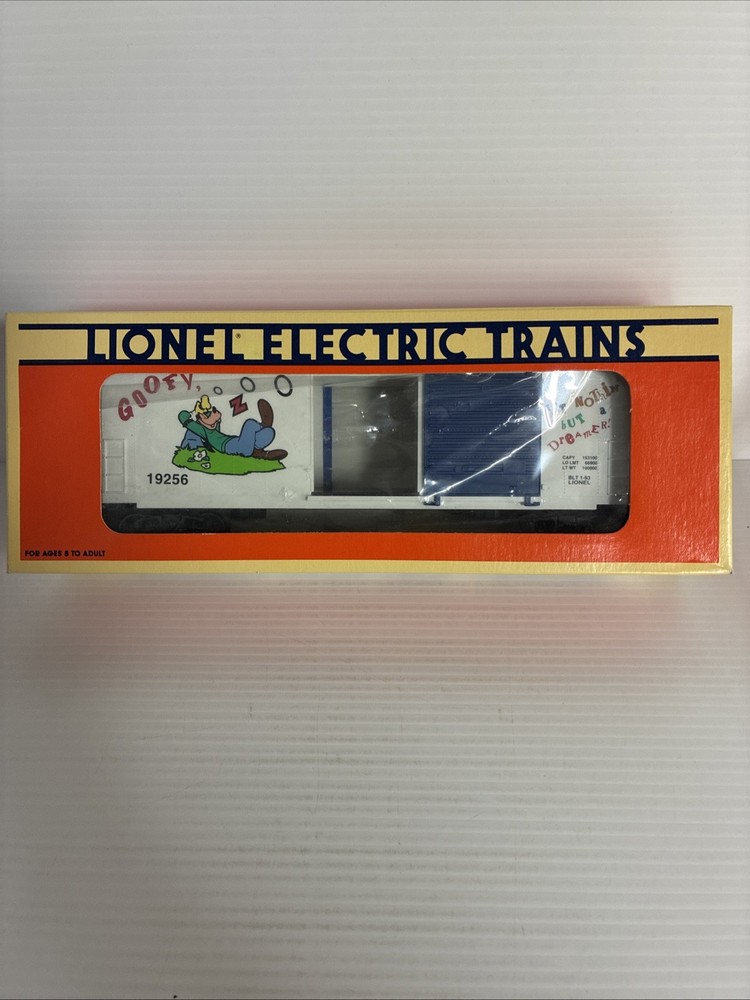 LIONEL® ELECTRIC TRAINS
GOOFY,
Z
NOTHIN
BUT a
DreaMER!
19256
CAPY
LD LMT
LT WT
BLT 1-93
LIONEL
FOR AGES 8 TO ADULT